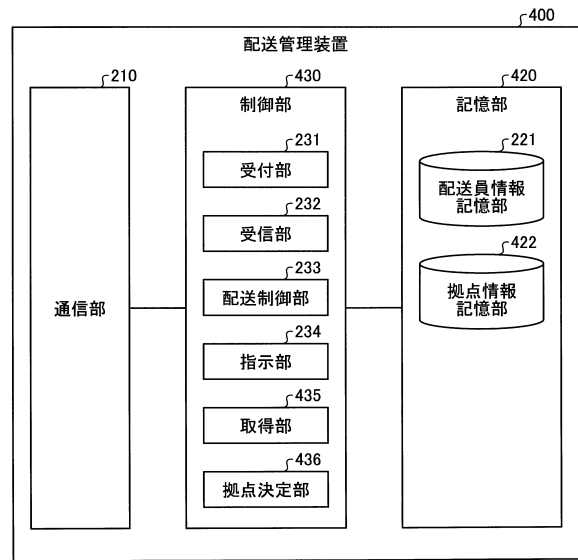 400
配送管理装置
210
通信部
430
制御部
231
受付部
232
受信部
233
配送制御部
234
指示部
435
取得部
436
拠点決定部
420
記憶部
221
配送員情報
記憶部
422
拠点情報
記憶部